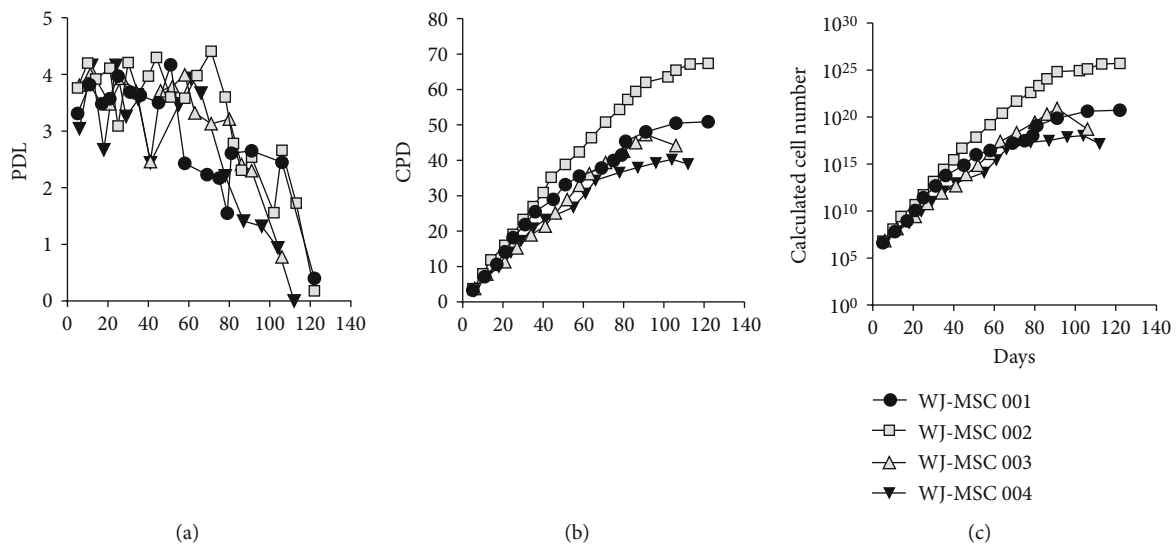 5
4
3
2
1
0
PDL
0 20 40 60 80 100 120 140
(a)
80
70
60
50
40
30
20
10
0
CPD
0 20 40 60 80 100 120 140
(b)
10^30
10^25
10^20
10^15
10^10
10^5
10^0
Calculated cell number
0 20 40 60 80 100 120 140
Days
WJ-MSC 001
WJ-MSC 002
WJ-MSC 003
WJ-MSC 004
(c)